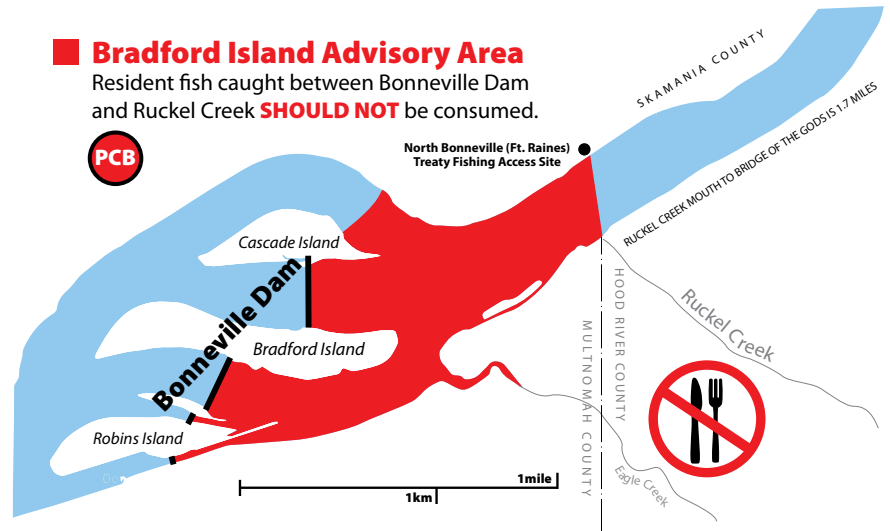 Bradford Island Advisory Area
Resident fish caught between Bonneville Dam
and Ruckel Creek SHOULD NOT be consumed.
PCB
SKAMANIA COUNTY
North Bonneville (Ft. Raines)
Treaty Fishing Access Site
RUCKEL CREEK MOUTH TO BRIDGE OF THE GODS IS 1.7 MILES
Cascade Island
Bonneville Dam
Bradford Island
Robins Island
HOOD RIVER COUNTY
MULTNOMAH COUNTY
Ruckel Creek
Eagle Creek
1mile
1km